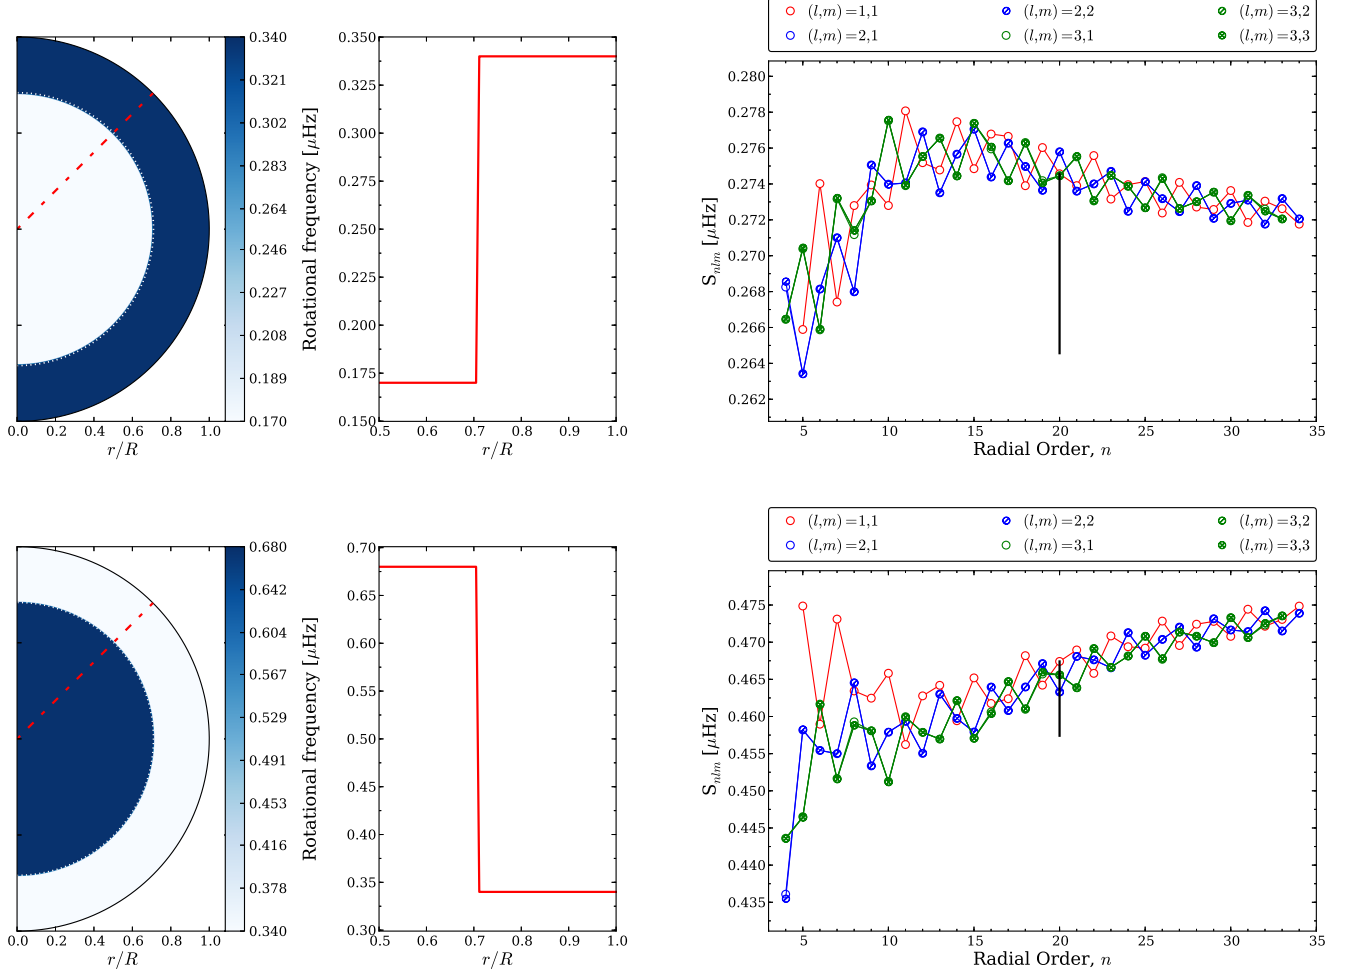 (l,m)=1,1 (l,m)=2,2 (l,m)=3,2
(l,m)=2,1 (l,m)=3,1 (l,m)=3,3
0.340
0.321
0.302
0.283
0.264
0.246
0.227
0.208
0.189
0.170
0.0 0.2 0.4 0.6 0.8 1.0
r/R
Rotational frequency [μHz]
0.350
0.325
0.300
0.275
0.250
0.225
0.200
0.175
0.150
0.5 0.6 0.7 0.8 0.9 1.0
r/R
S_{nlm} [μHz]
0.280
0.278
0.276
0.274
0.272
0.270
0.268
0.266
0.264
0.262
5 10 15 20 25 30 35
Radial Order, n
(l,m)=1,1 (l,m)=2,2 (l,m)=3,2
(l,m)=2,1 (l,m)=3,1 (l,m)=3,3
0.680
0.642
0.604
0.567
0.529
0.491
0.453
0.416
0.378
0.340
0.0 0.2 0.4 0.6 0.8 1.0
r/R
Rotational frequency [μHz]
0.70
0.65
0.60
0.55
0.50
0.45
0.40
0.35
0.30
0.5 0.6 0.7 0.8 0.9 1.0
r/R
S_{nlm} [μHz]
0.475
0.470
0.465
0.460
0.455
0.450
0.445
0.440
0.435
5 10 15 20 25 30 35
Radial Order, n